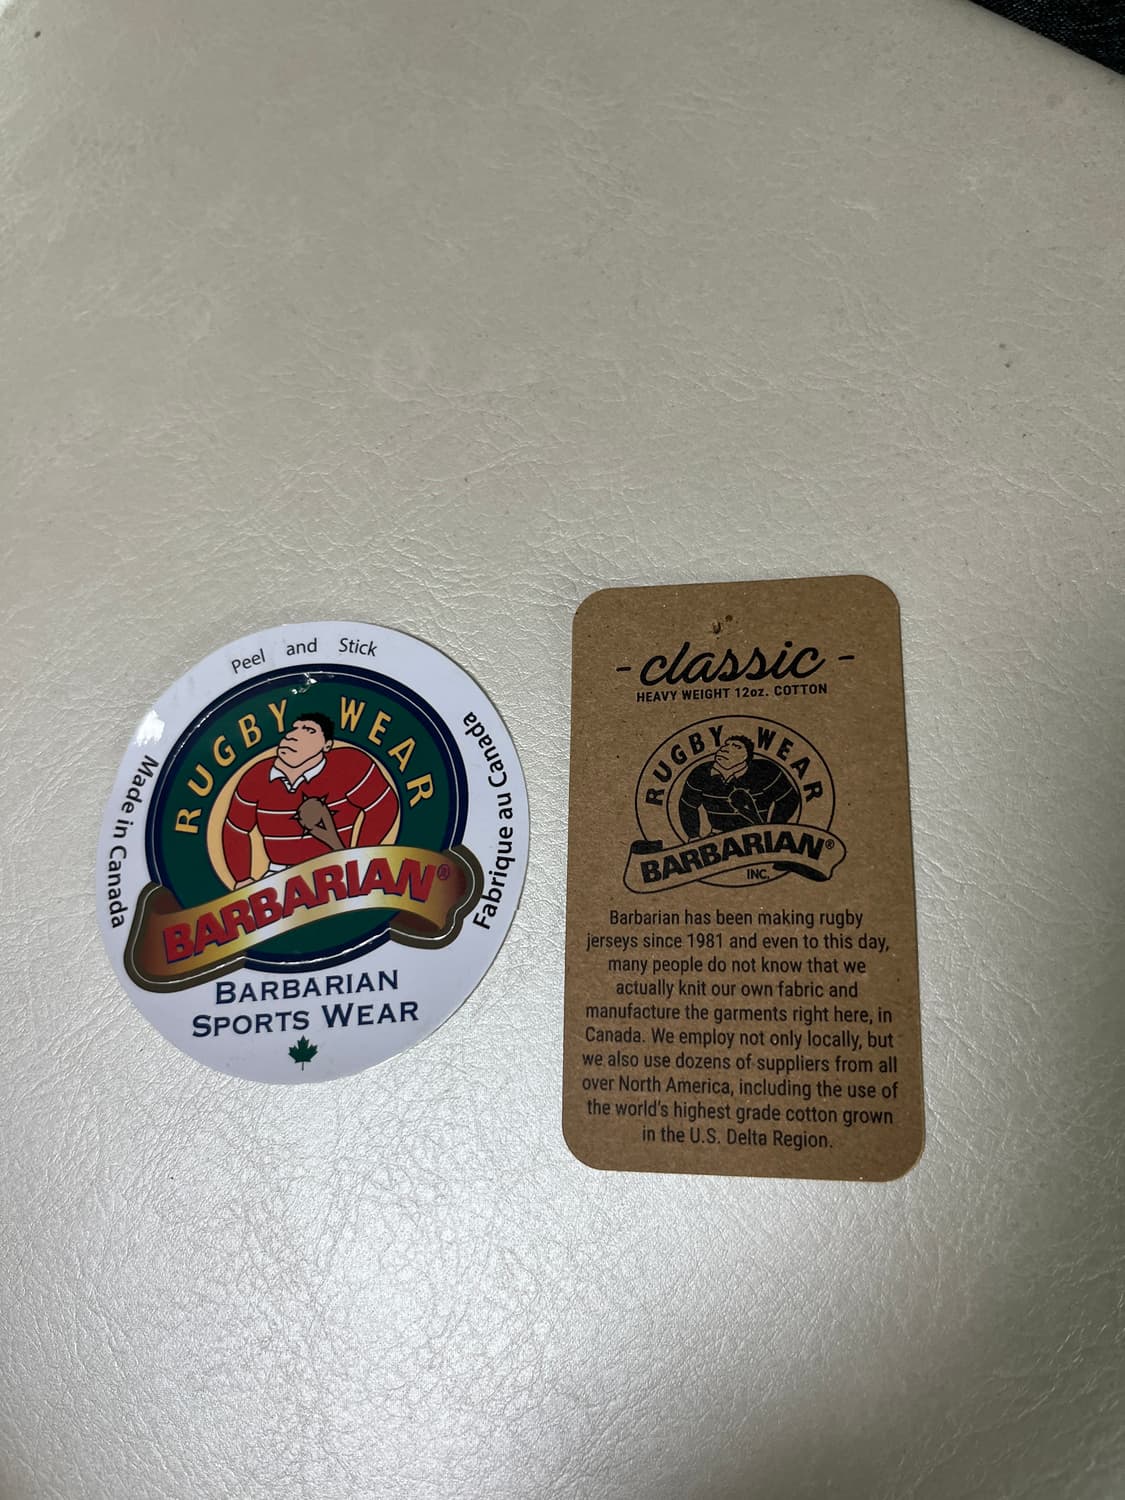 Peel and Stick
RUGBY WEAR
Made in Canada
Fabrique au Canada
BARBARIAN®
BARBARIAN
SPORTS WEAR
- classic -
HEAVY WEIGHT 12oz. COTTON
RUGBY WEAR
BARBARIAN®
INC.
Barbarian has been making rugby
jerseys since 1981 and even to this day,
many people do not know that we
actually knit our own fabric and
manufacture the garments right here, in
Canada. We employ not only locally, but
we also use dozens of suppliers from all
over North America, including the use of
the world's highest grade cotton grown
in the U.S. Delta Region.